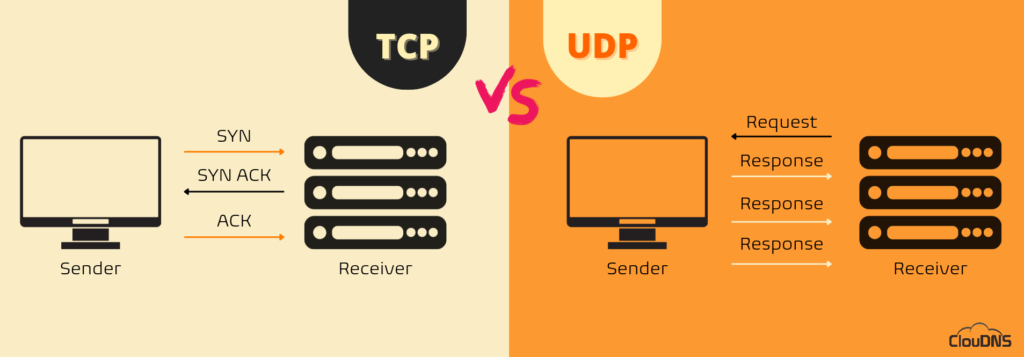 TCP
VS
UDP
SYN
SYN ACK
ACK
Sender
Receiver
Request
Response
Response
Response
Sender
Receiver
ClouDNS